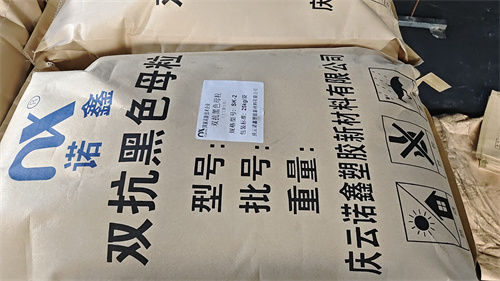 nx
诺鑫
双抗黑色母粒
双抗黑色母粒
规格型号：SK-2
包装标准：25kg/袋
型号：
批号：
重量：
庆云诺鑫塑胶新材料有限公司